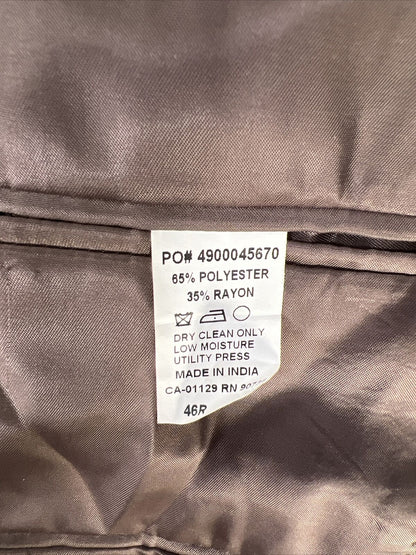 PO# 4900045670
65% POLYESTER
35% RAYON
DRY CLEAN ONLY
LOW MOISTURE
UTILITY PRESS
MADE IN INDIA
CA-01129 RN
46R